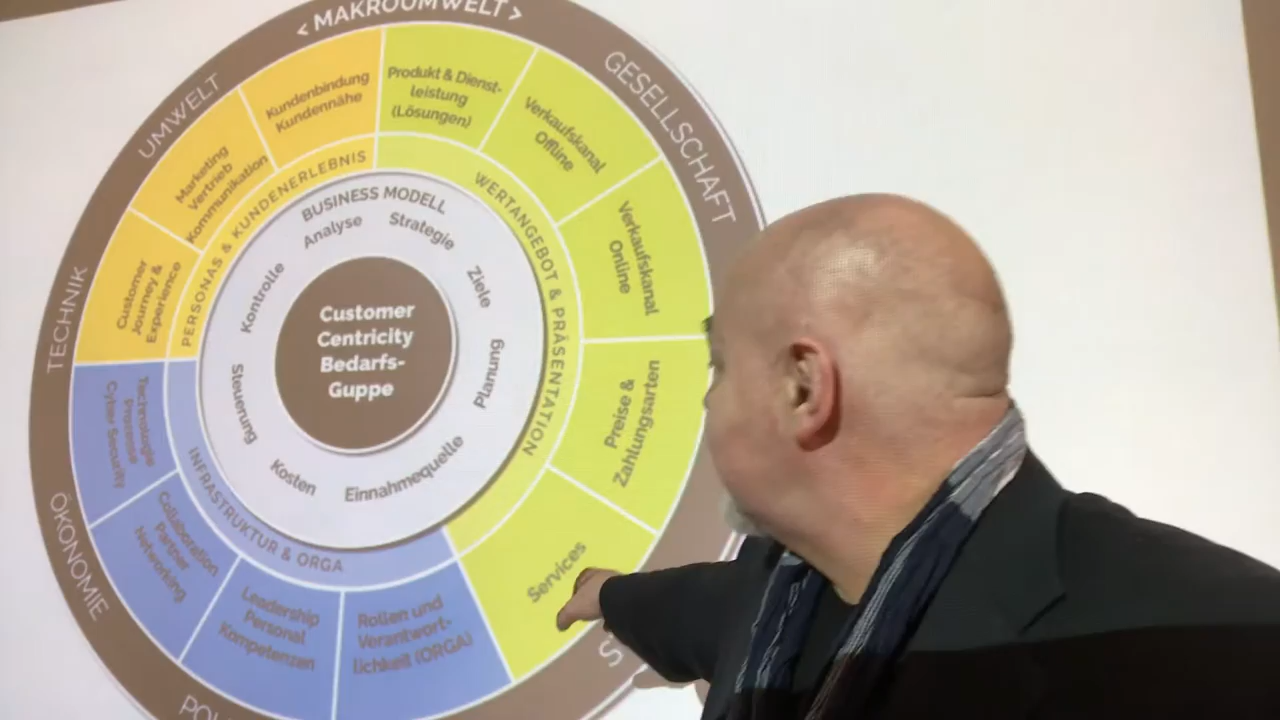 < MAKROUMWELT >
GESELLSCHAFT
UMWELT
TECHNIK
ÖKONOMIE
Kundenbindung
Kundennähe
Produkt & Dienst-
leistung
(Lösungen)
Verkaufskanal
Offline
Verkaufskanal
Online
Preise &
Zahlungsarten
Services
Rollen und
Verantwort-
lichkeit (ORGA)
Leadership
Personal
Kompetenzen
Collaboration
Partner
Networking
Technologie
Prozesse
Cyber Security
Customer
Journey &
Experience
Marketing
Vertrieb
Kommunikation
PERSONAS & KUNDENERLEBNIS
WERTANGEBOT & PRÄSENTATION
INFRASTRUKTUR & ORGA
BUSINESS MODELL
Analyse
Strategie
Ziele
Planung
Einnahmequelle
Kosten
Steuerung
Kontrolle
Customer
Centricity
Bedarfs-
Guppe